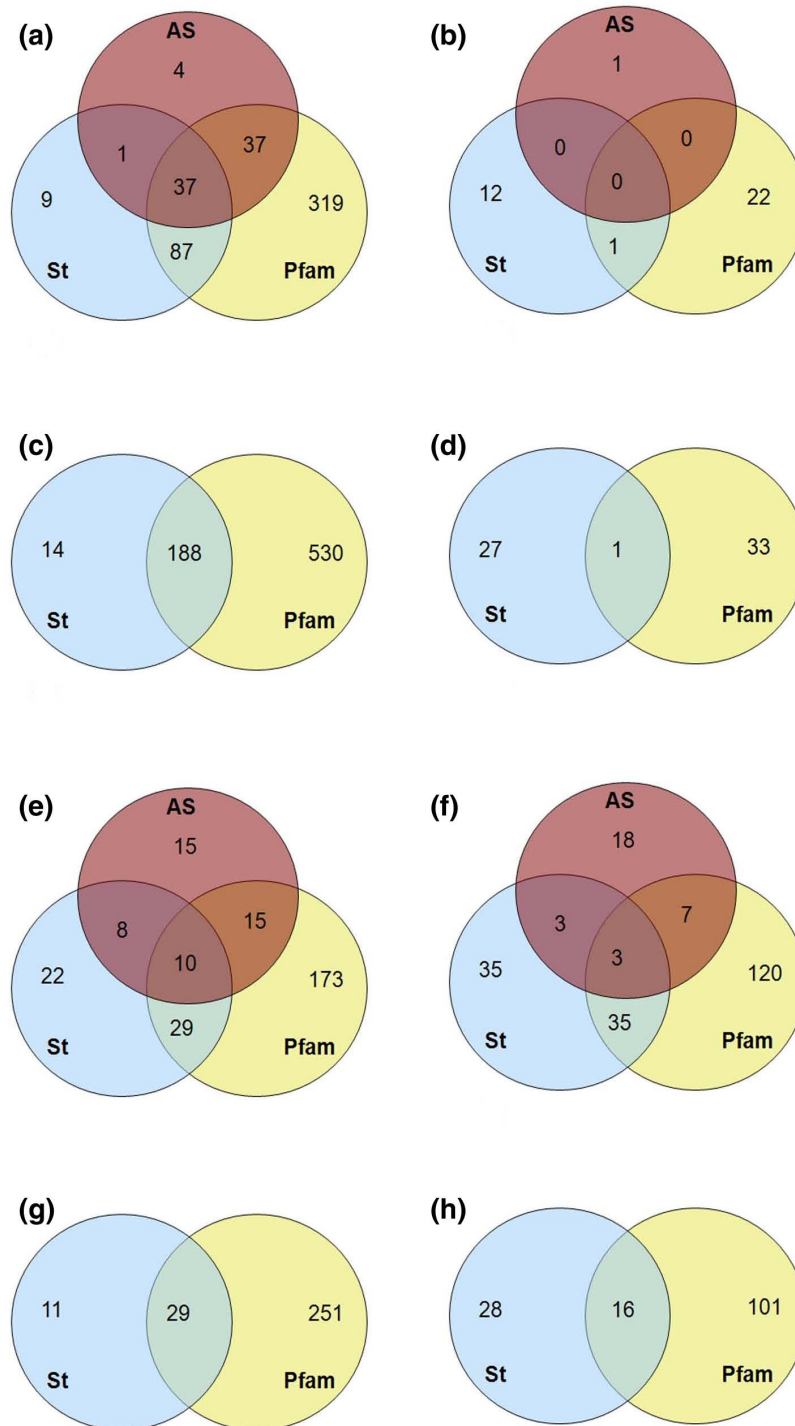 (a)
AS
4
1
37
37
9
319
87
St
Pfam
(b)
AS
1
0
0
0
12
22
1
St
Pfam
(c)
14
188
530
St
Pfam
(d)
27
1
33
St
Pfam
(e)
AS
15
8
15
10
22
173
29
St
Pfam
(f)
AS
18
3
7
3
35
120
35
St
Pfam
(g)
11
29
251
St
Pfam
(h)
28
16
101
St
Pfam